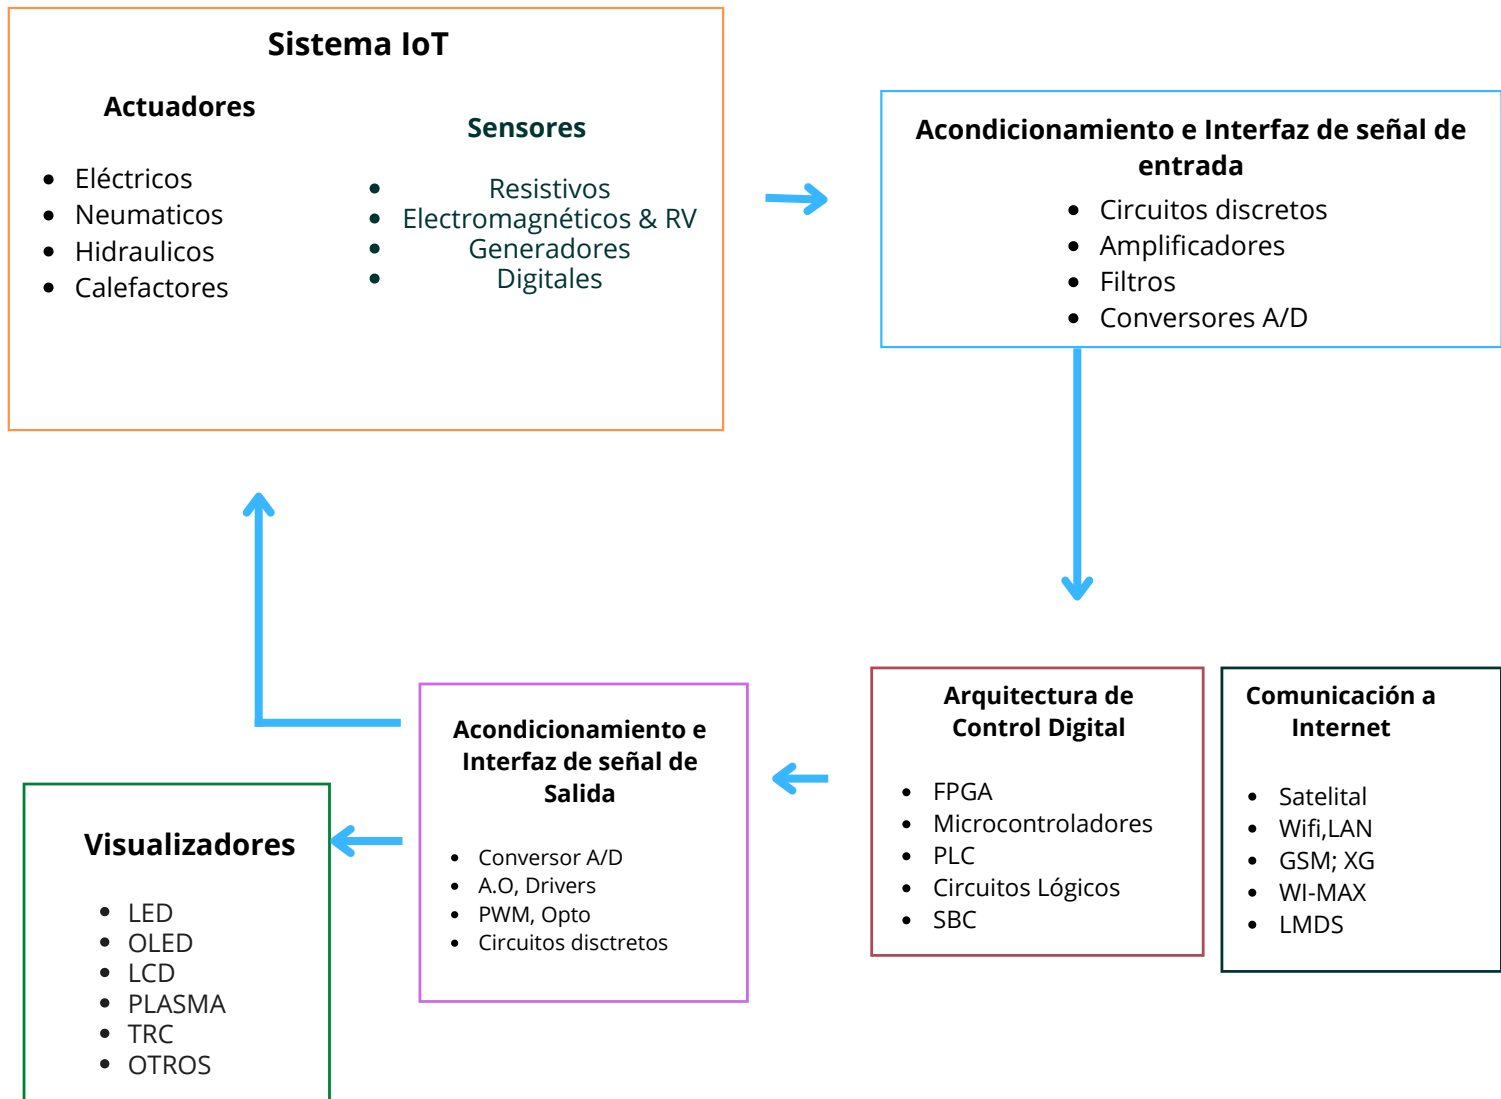 Sistema IoT
Actuadores
Eléctricos
Neumaticos
Hidraulicos
Calefactores
Sensores
Resistivos
Electromagnéticos & RV
Generadores
Digitales
Acondicionamiento e Interfaz de señal de
entrada
Circuitos discretos
Amplificadores
Filtros
Conversores A/D
Arquitectura de
Control Digital
FPGA
Microcontroladores
PLC
Circuitos Lógicos
SBC
Comunicación a
Internet
Satelital
Wifi,LAN
GSM; XG
WI-MAX
LMDS
Acondicionamiento e
Interfaz de señal de
Salida
Conversor A/D
A.O, Drivers
PWM, Opto
Circuitos disctretos
Visualizadores
LED
OLED
LCD
PLASMA
TRC
OTROS